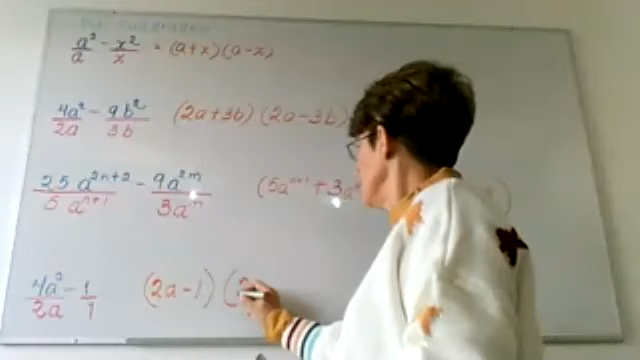 a² - x² = (a+x)(a-x)
a x
4a² - 9b² (2a+3b)(2a-3b)
2a 3b
25a^{2n+2} - 9a^{2m} (5a^{n+1}+3a )
5a^{n+1} 3a^m
4a² - 1 (2a-1)(2
2a 1